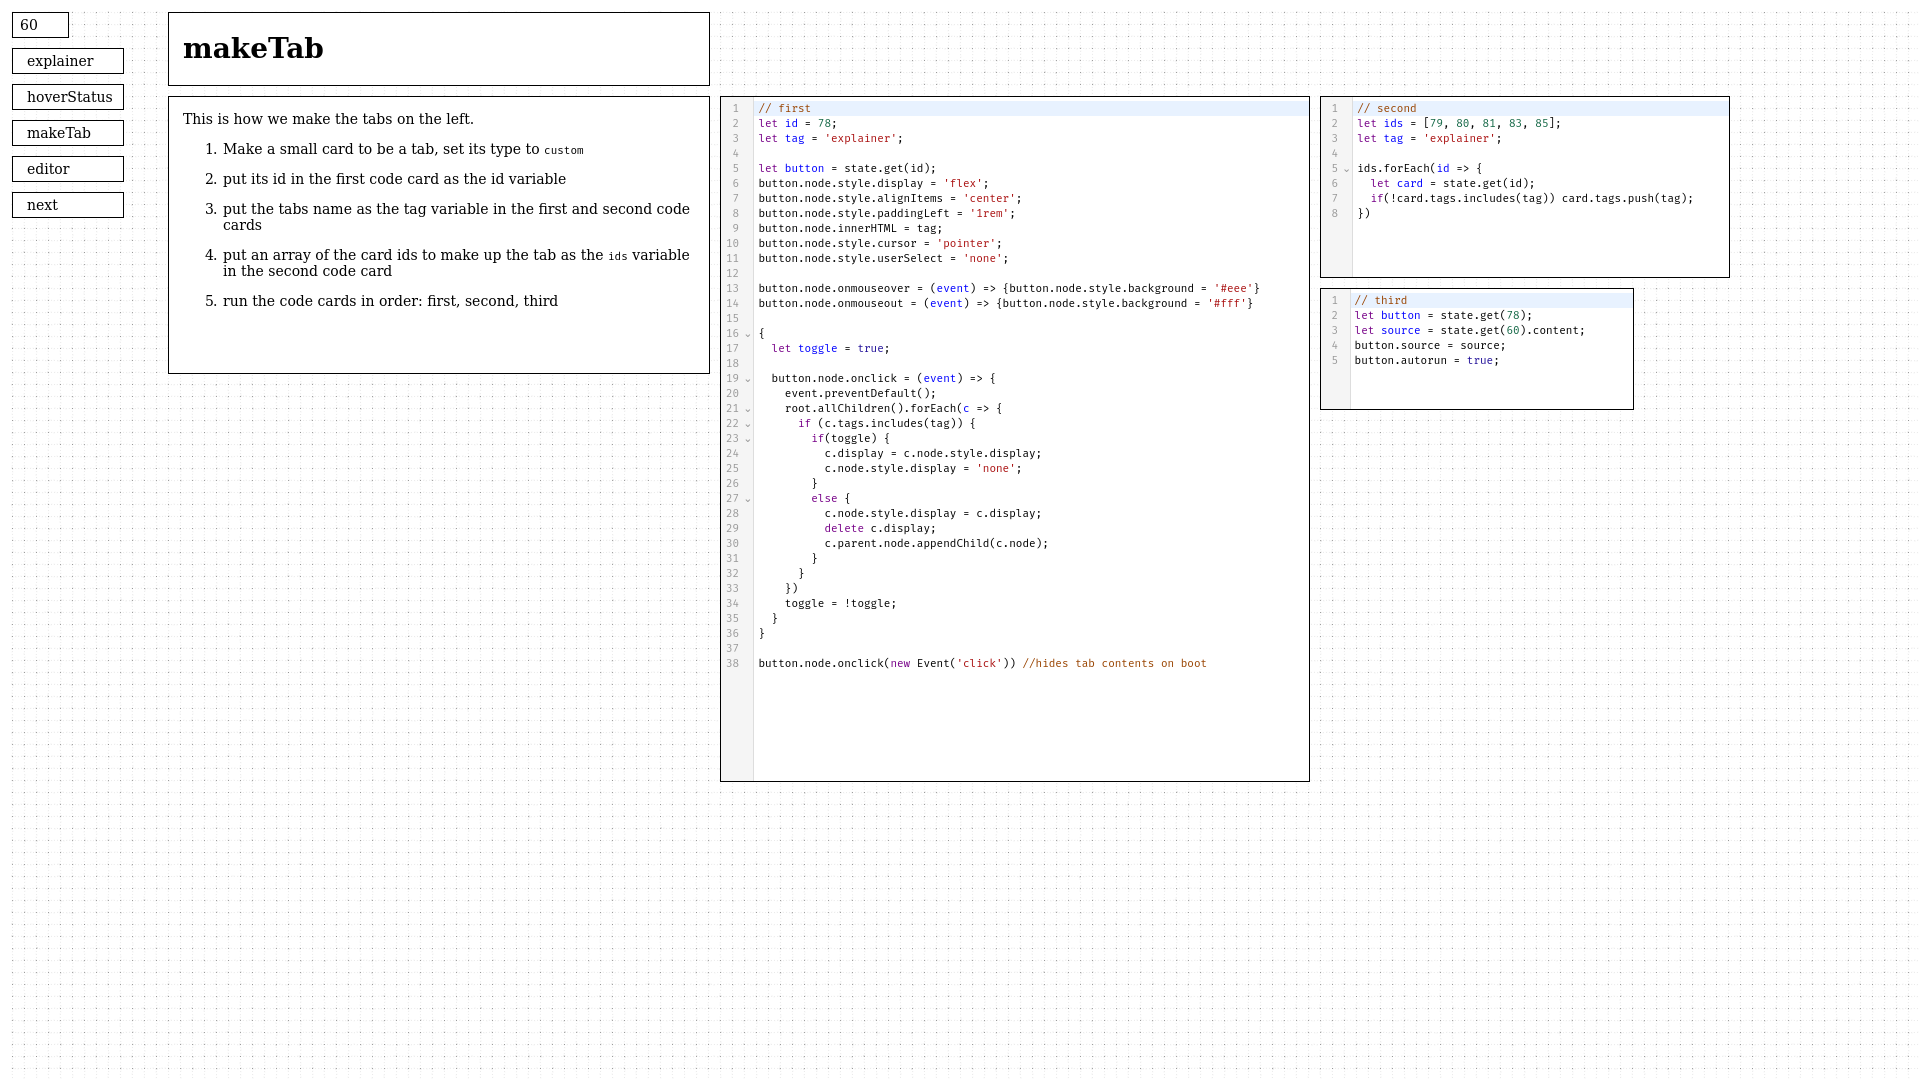 60
explainer
hoverStatus
makeTab
editor
next
makeTab
This is how we make the tabs on the left.
1. Make a small card to be a tab, set its type to custom
2. put its id in the first code card as the id variable
3. put the tabs name as the tag variable in the first and second code
cards
4. put an array of the card ids to make up the tab as the ids variable
in the second code card
5. run the code cards in order: first, second, third
1 // first
2 let id = 78;
3 let tag = 'explainer';
4
5 let button = state.get(id);
6 button.node.style.display = 'flex';
7 button.node.style.alignItems = 'center';
8 button.node.style.paddingLeft = '1rem';
9 button.node.innerHTML = tag;
10 button.node.style.cursor = 'pointer';
11 button.node.style.userSelect = 'none';
12
13 button.node.onmouseover = (event) => {button.node.style.background = '#eee'}
14 button.node.onmouseout = (event) => {button.node.style.background = '#fff'}
15
16 {
17   let toggle = true;
18
19   button.node.onclick = (event) => {
20     event.preventDefault();
21     root.allChildren().forEach(c => {
22       if (c.tags.includes(tag)) {
23         if(toggle) {
24           c.display = c.node.style.display;
25           c.node.style.display = 'none';
26         }
27         else {
28           c.node.style.display = c.display;
29           delete c.display;
30           c.parent.node.appendChild(c.node);
31         }
32       }
33     })
34     toggle = !toggle;
35   }
36 }
37
38 button.node.onclick(new Event('click')) //hides tab contents on boot
1 // second
2 let ids = [79, 80, 81, 83, 85];
3 let tag = 'explainer';
4
5 ids.forEach(id => {
6   let card = state.get(id);
7   if(!card.tags.includes(tag)) card.tags.push(tag);
8 })
1 // third
2 let button = state.get(78);
3 let source = state.get(60).content;
4 button.source = source;
5 button.autorun = true;